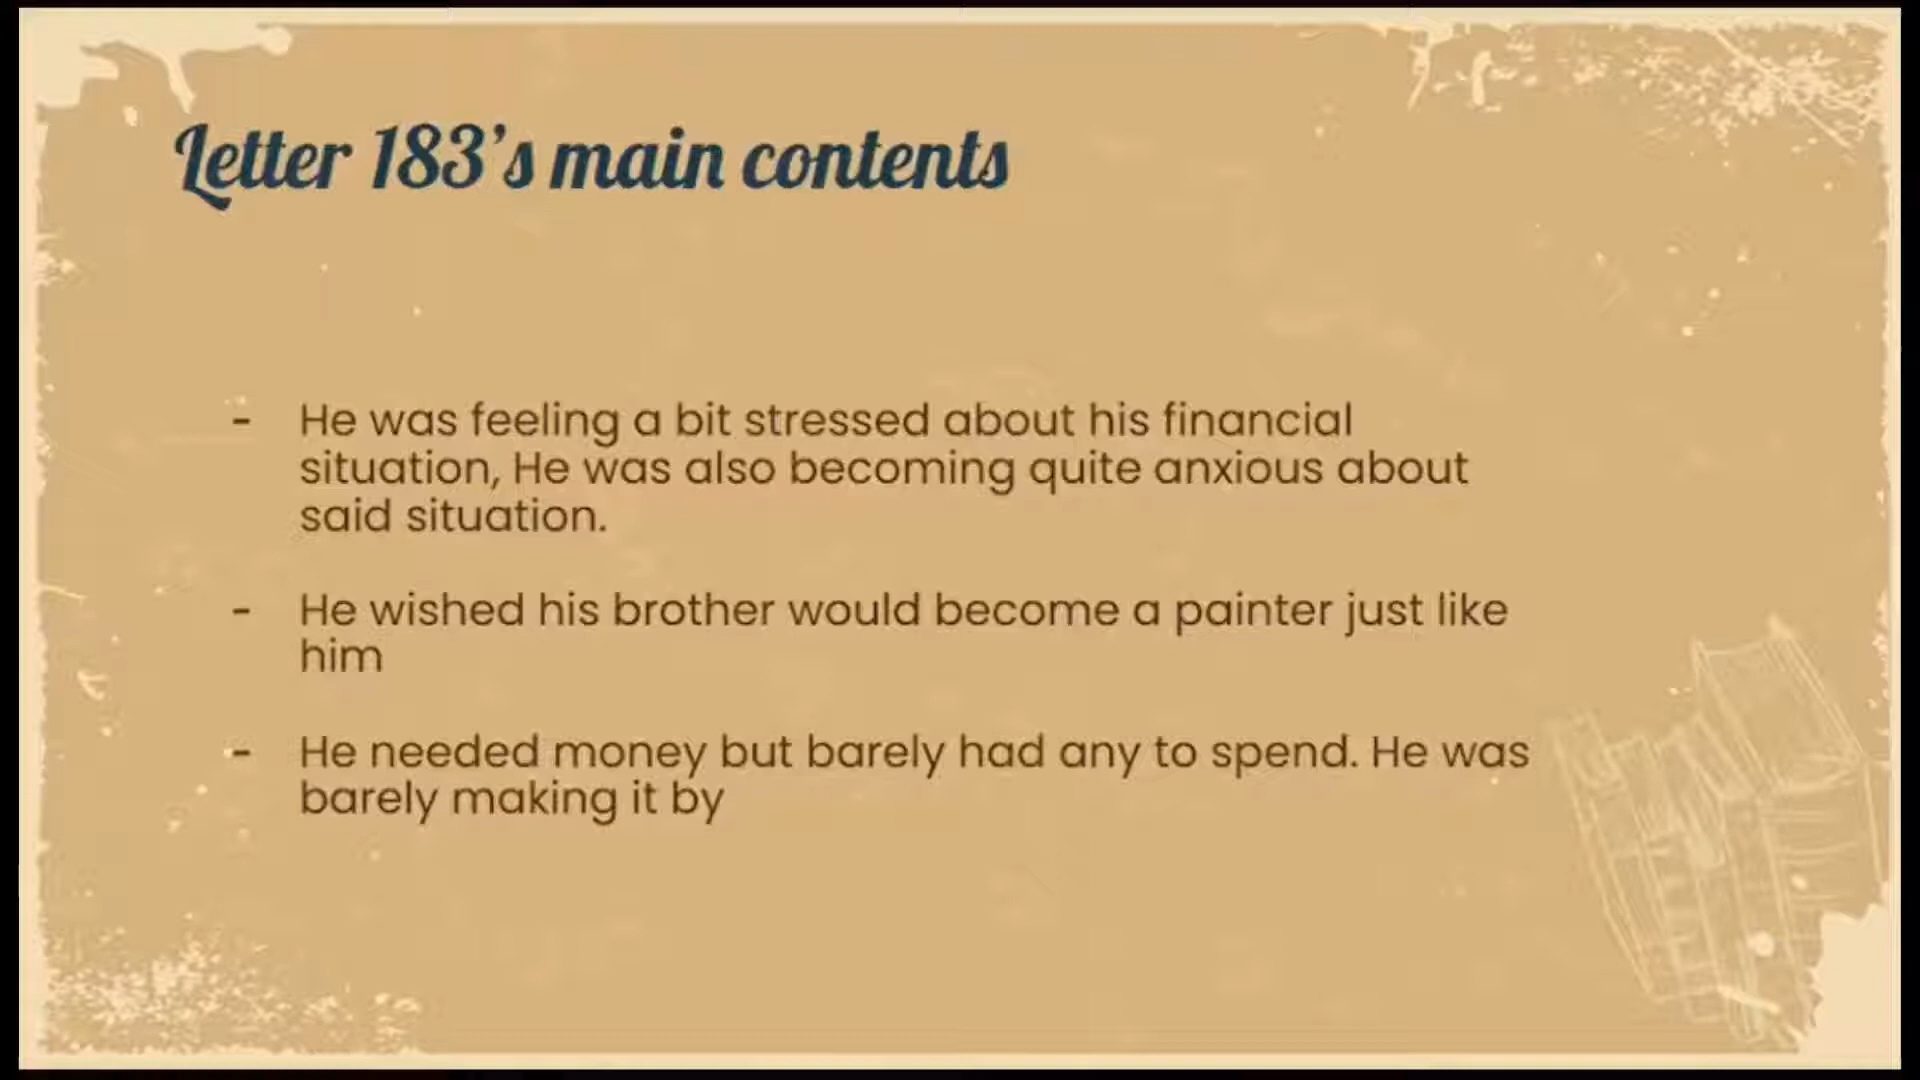 Letter 183's main contents
- He was feeling a bit stressed about his financial
situation, He was also becoming quite anxious about
said situation.
- He wished his brother would become a painter just like
him
- He needed money but barely had any to spend. He was
barely making it by